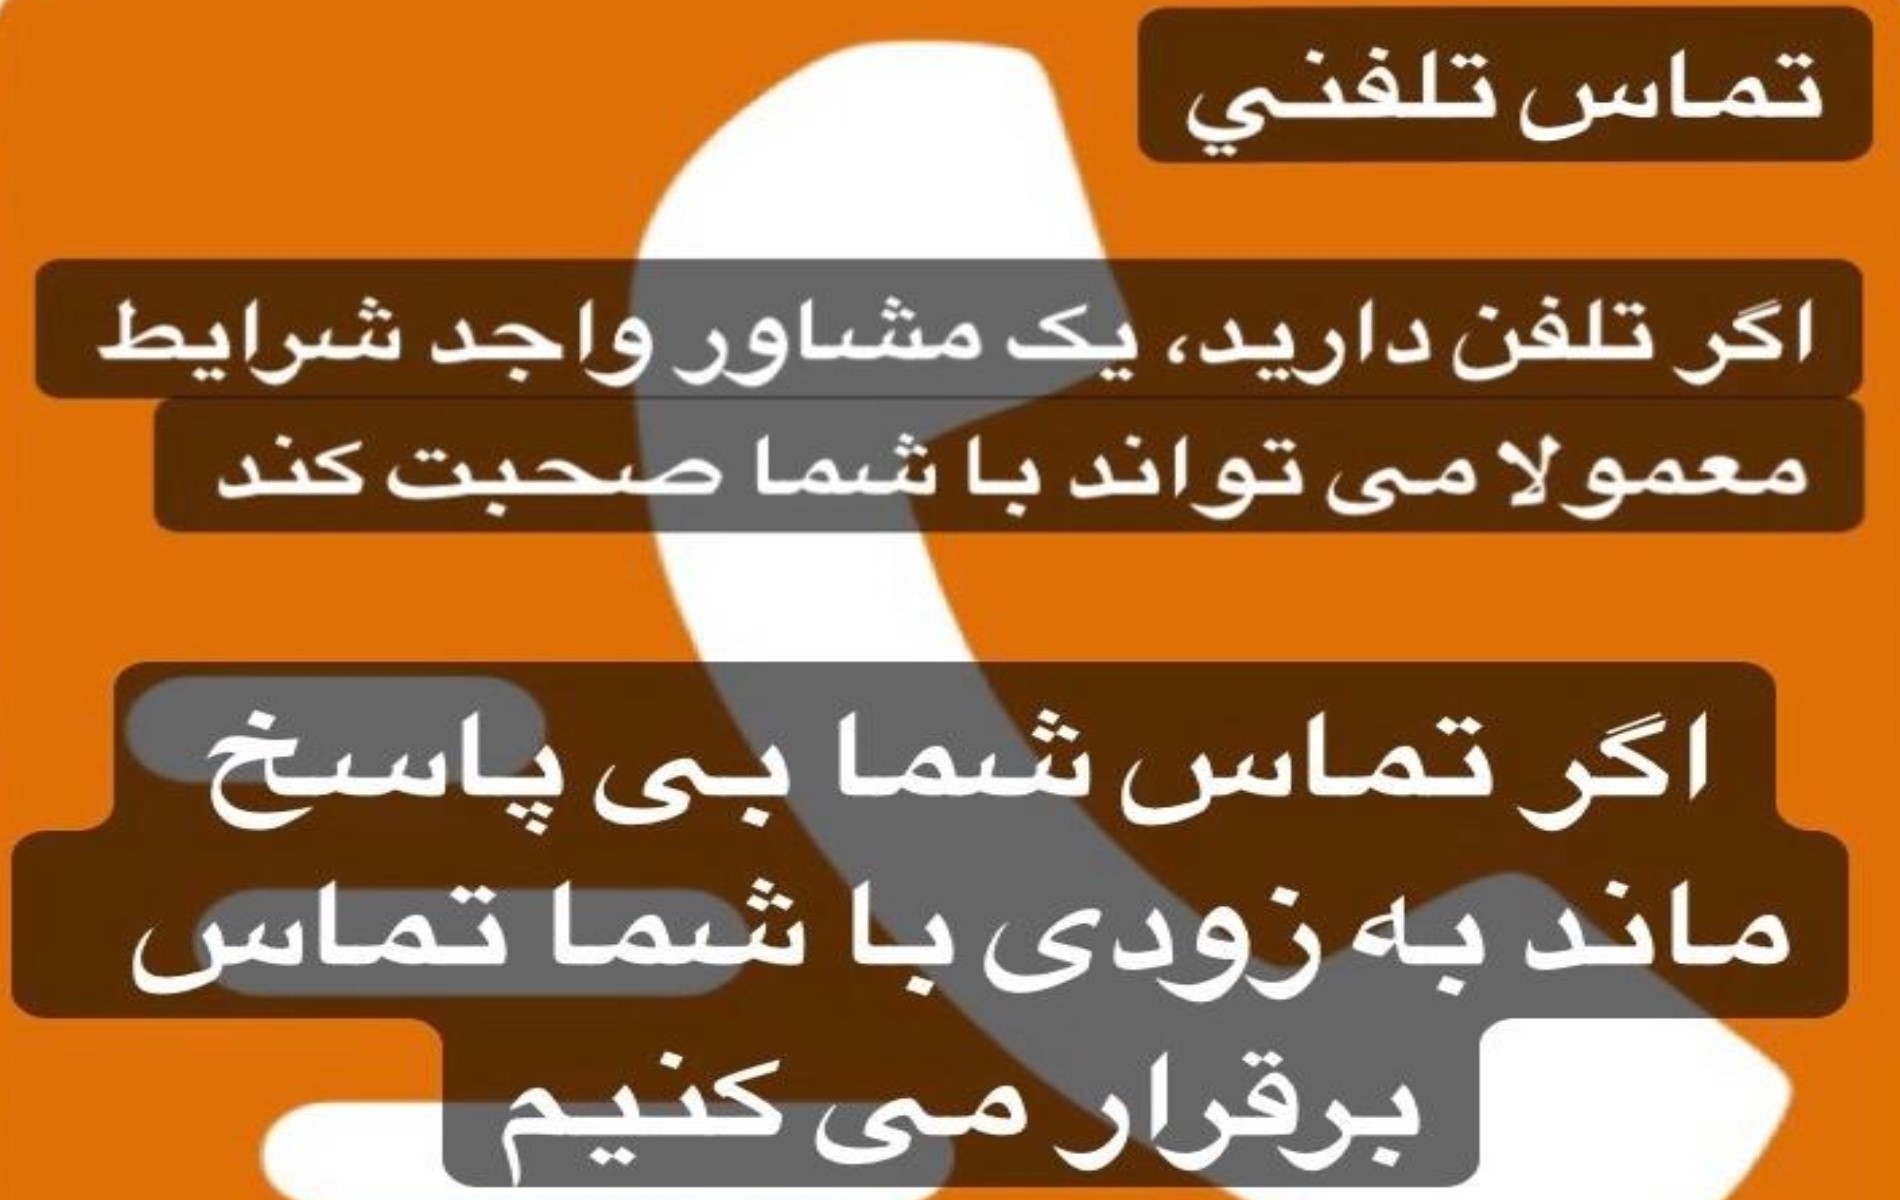 تماس تلفني
اگر تلفن دارید، یک مشاور واجد شرایط
معمولا می تواند با شما صحبت کند
اگر تماس شما بی پاسخ
ماند به زودی با شما تماس
برقرار می کنیم